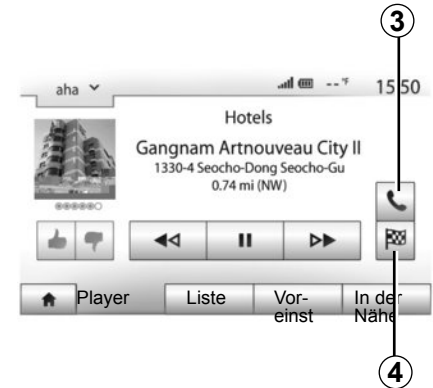 3
aha -- °F 15 50
Hotels
Gangnam Artnouveau City II
1330-4 Seocho-Dong Seocho-Gu
0.74 mi (NW)
Player Liste Vor- In der
einst Nähe
4